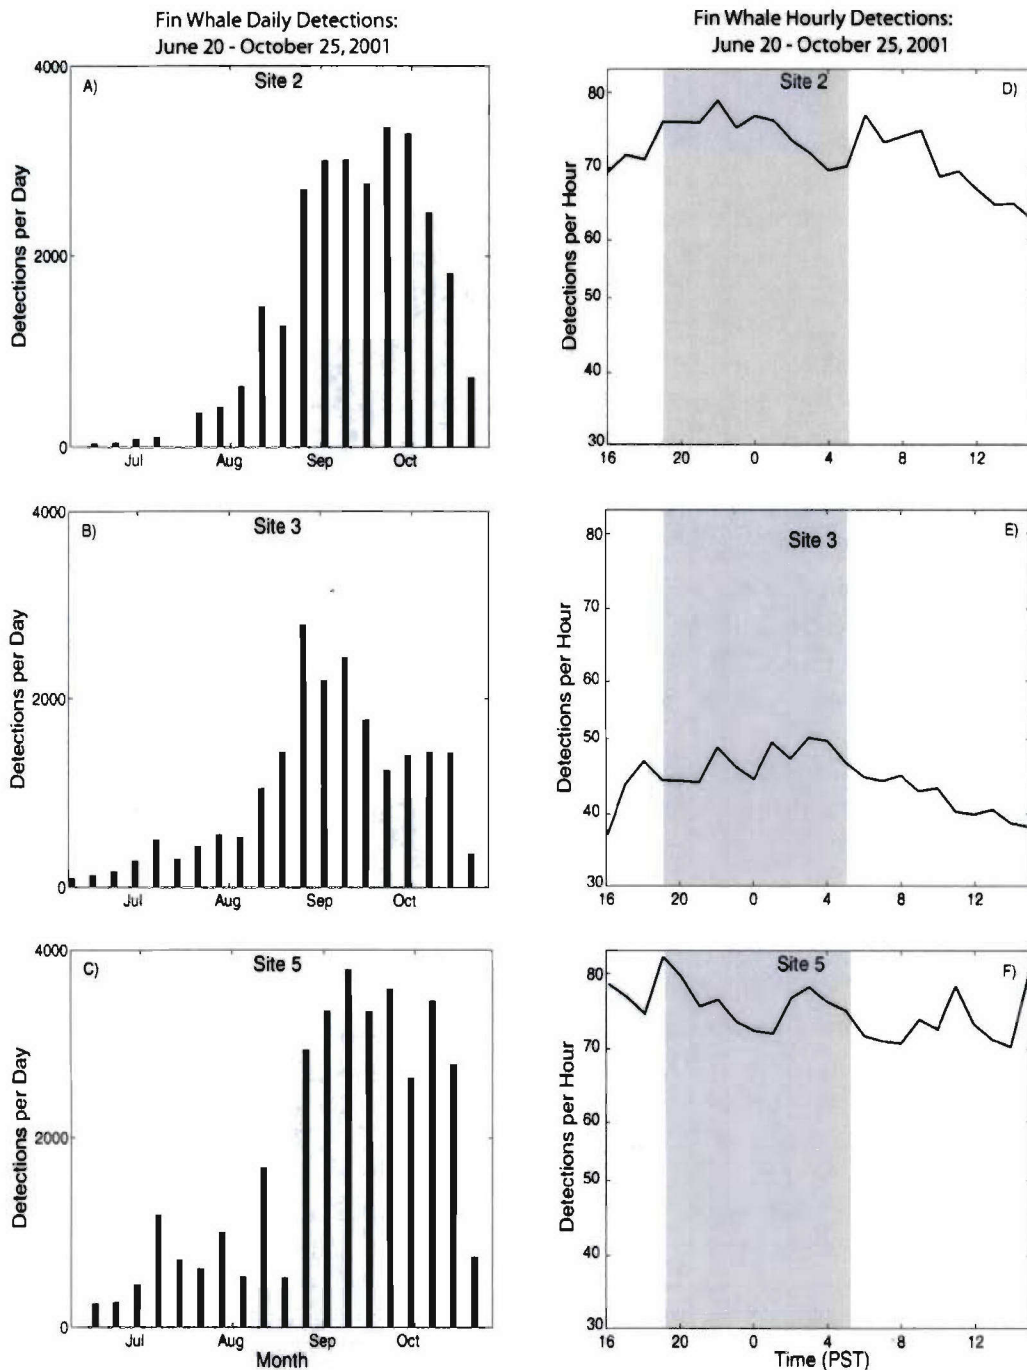 Fin Whale Daily Detections:
June 20 - October 25, 2001
A)
Site 2
4000
2000
0
Detections per Day
Jul Aug Sep Oct
B)
Site 3
4000
2000
0
Detections per Day
Jul Aug Sep Oct
C)
Site 5
4000
2000
0
Detections per Day
Jul Aug Sep Oct
Month
Fin Whale Hourly Detections:
June 20 - October 25, 2001
Site 2
D)
80
70
60
50
40
30
Detections per Hour
16 20 0 4 8 12
E)
Site 3
80
70
60
50
40
30
Detections per Hour
16 20 0 4 8 12
Site 5
F)
80
70
60
50
40
30
Detections per Hour
16 20 0 4 8 12
Time (PST)